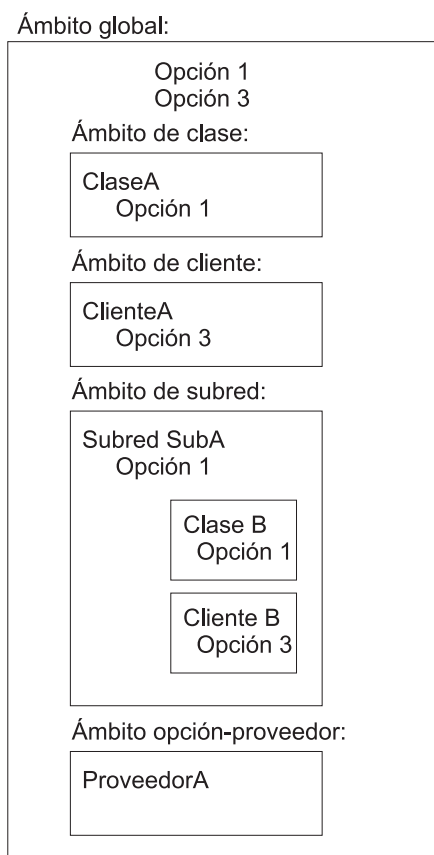 Ámbito global:
Opción 1
Opción 3
Ámbito de clase:
ClaseA
Opción 1
Ámbito de cliente:
ClienteA
Opción 3
Ámbito de subred:
Subred SubA
Opción 1
Clase B
Opción 1
Cliente B
Opción 3
Ámbito opción-proveedor:
ProveedorA